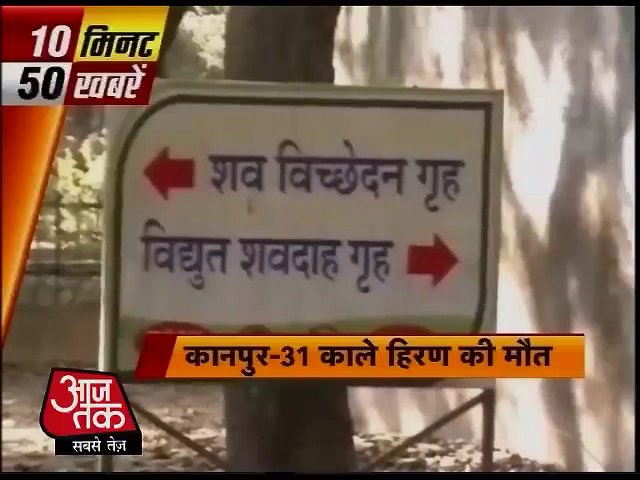 10 मिनट
50 खबरें
शव विच्छेदन गृह
विद्युत शवदाह गृह
कानपुर-31 काले हिरण की मौत
आज
तक
सबसे तेज़